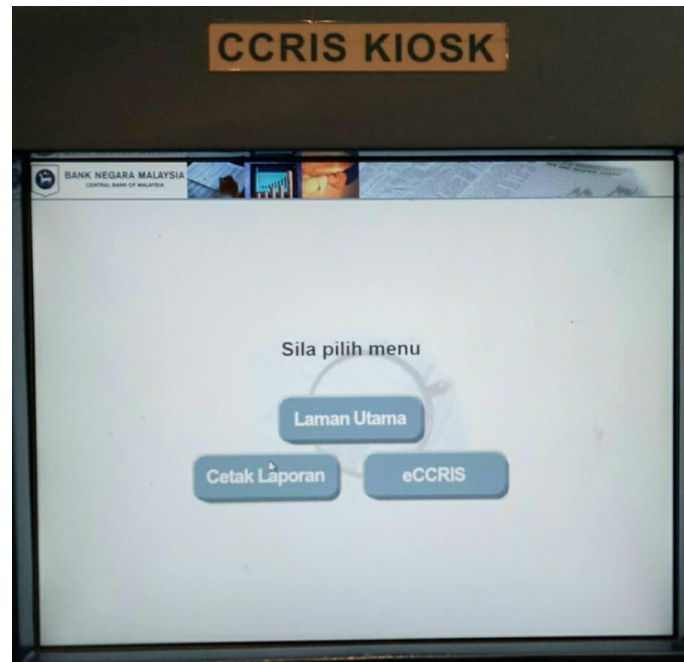 CCRIS KIOSK
BANK NEGARA MALAYSIA
CENTRAL BANK OF MALAYSIA
Sila pilih menu
Laman Utama
Cetak Laporan
eCCRIS